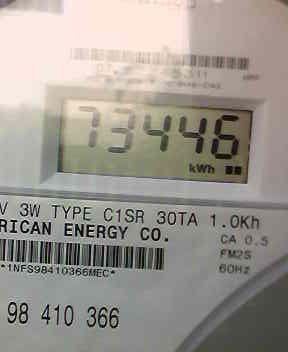 73446
kWh
V 3W TYPE C1SR 30TA 1.0Kh
RICAN ENERGY CO.
CA 0.5
FM2S
60Hz
*1NFS98410366MEC*
98 410 366